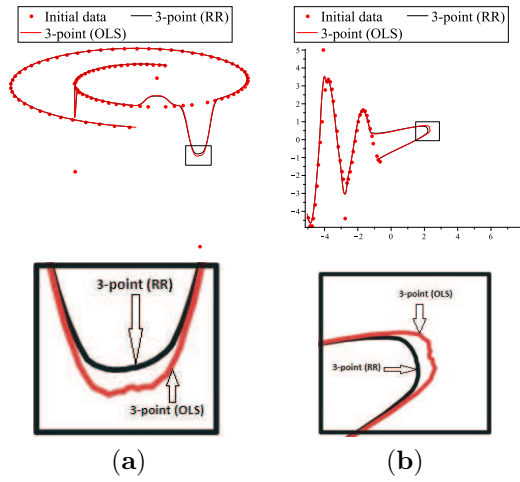 Initial data 3-point (RR)
3-point (OLS)
Initial data 3-point (RR)
3-point (OLS)
5
4
3
2
1
0
−1
−2
−3
−4
−4 −2 0 2 4 6
3-point (RR)
3-point (OLS)
3-point (OLS)
3-point (RR)
(a) (b)